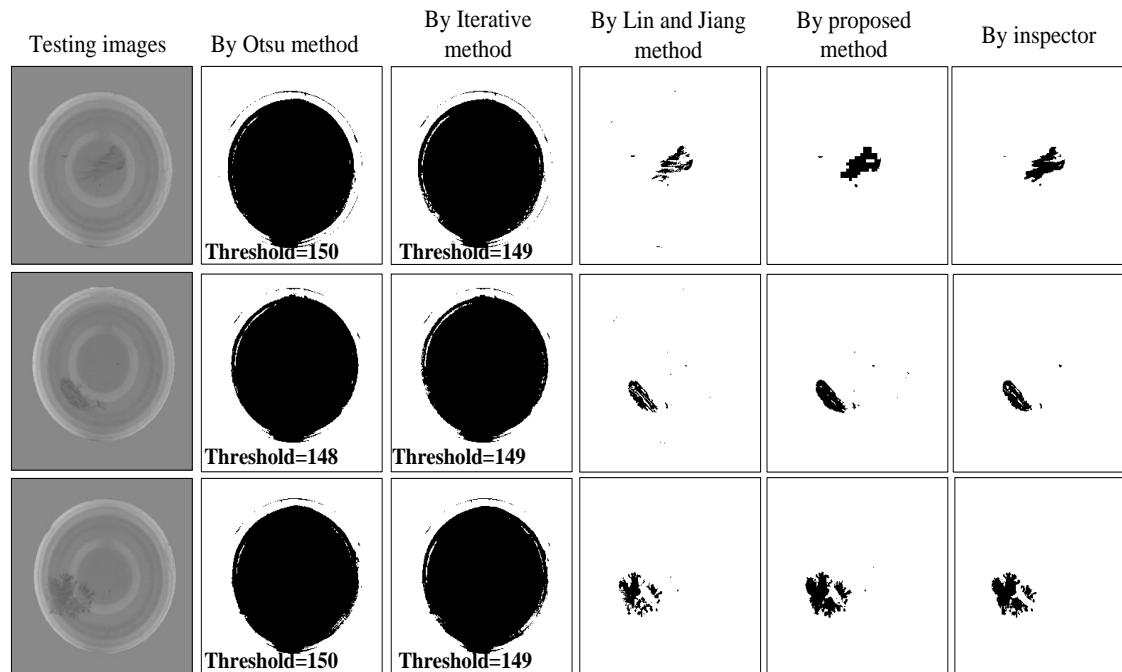 Testing images
By Otsu method
By Iterative
method
By Lin and Jiang
method
By proposed
method
By inspector
Threshold=150
Threshold=149
Threshold=148
Threshold=149
Threshold=150
Threshold=149